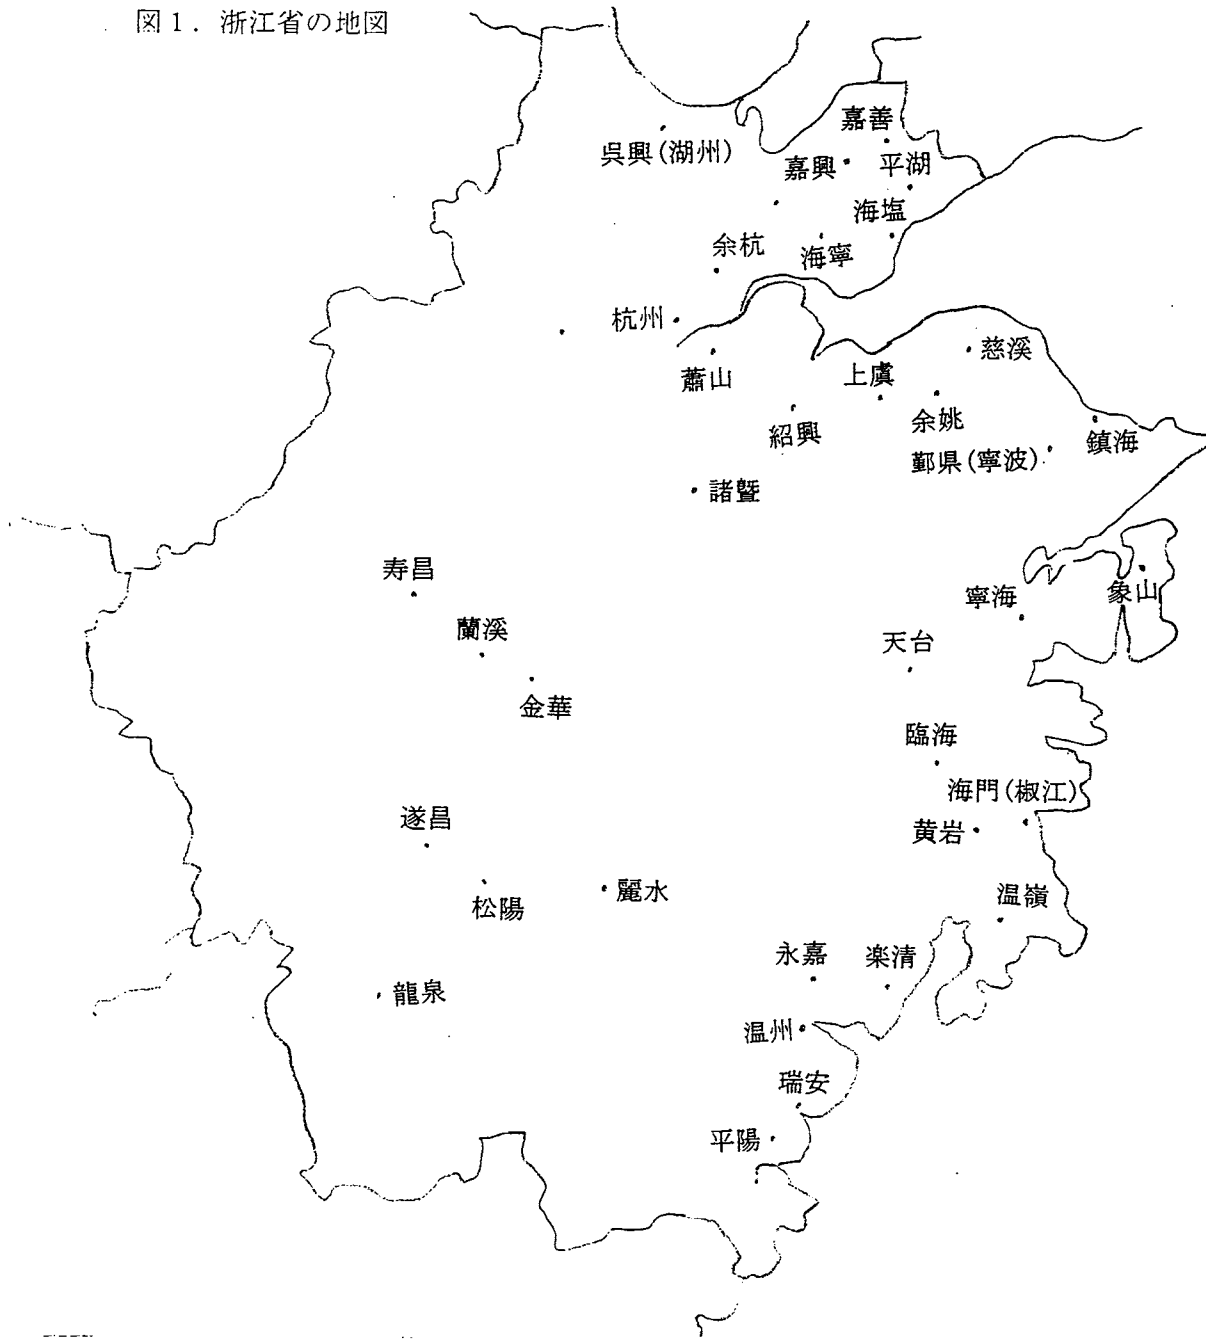 図1．浙江省の地図
嘉善
呉興(湖州)
嘉興
平湖
海塩
余杭
海寧
杭州
慈溪
蕭山
上虞
余姚
紹興
鎮海
鄞県(寧波)
諸曁
寿昌
象山
寧海
蘭溪
天台
金華
臨海
海門(椒江)
遂昌
黄岩
麗水
温嶺
松陽
永嘉
楽清
龍泉
温州
瑞安
平陽